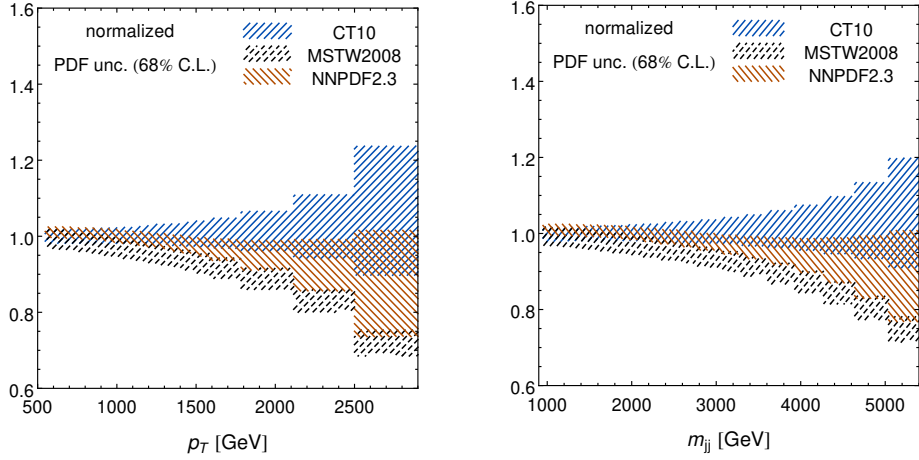 normalized
PDF unc. (68% C.L.)
CT10
MSTW2008
NNPDF2.3
1.6
1.4
1.2
1.0
0.8
0.6
500
1000
1500
2000
2500
p_T [GeV]
normalized
PDF unc. (68% C.L.)
CT10
MSTW2008
NNPDF2.3
1.6
1.4
1.2
1.0
0.8
0.6
1000
2000
3000
4000
5000
m_jj [GeV]